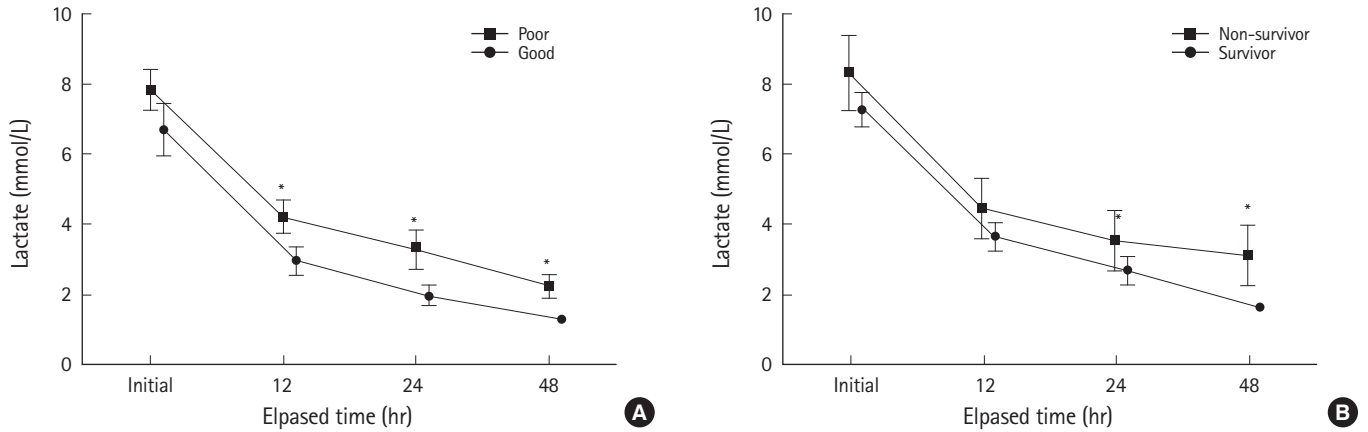 10
8
6
4
2
0
Lactate (mmol/L)
Poor
Good
*
*
*
Initial
12
24
48
Elpased time (hr)
A
10
8
6
4
2
0
Lactate (mmol/L)
Non-survivor
Survivor
*
*
Initial
12
24
48
Elpased time (hr)
B